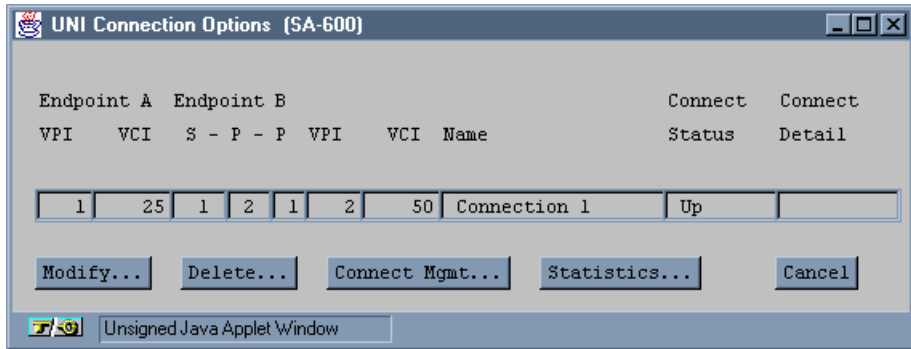 UNI Connection Options (SA-600)
Endpoint A Endpoint B Connect Connect
VPI VCI S - P - P VPI VCI Name Status Detail
1 25 1 2 1 2 50 Connection 1 Up
Modify... Delete... Connect Mgmt... Statistics... Cancel
Unsigned Java Applet Window